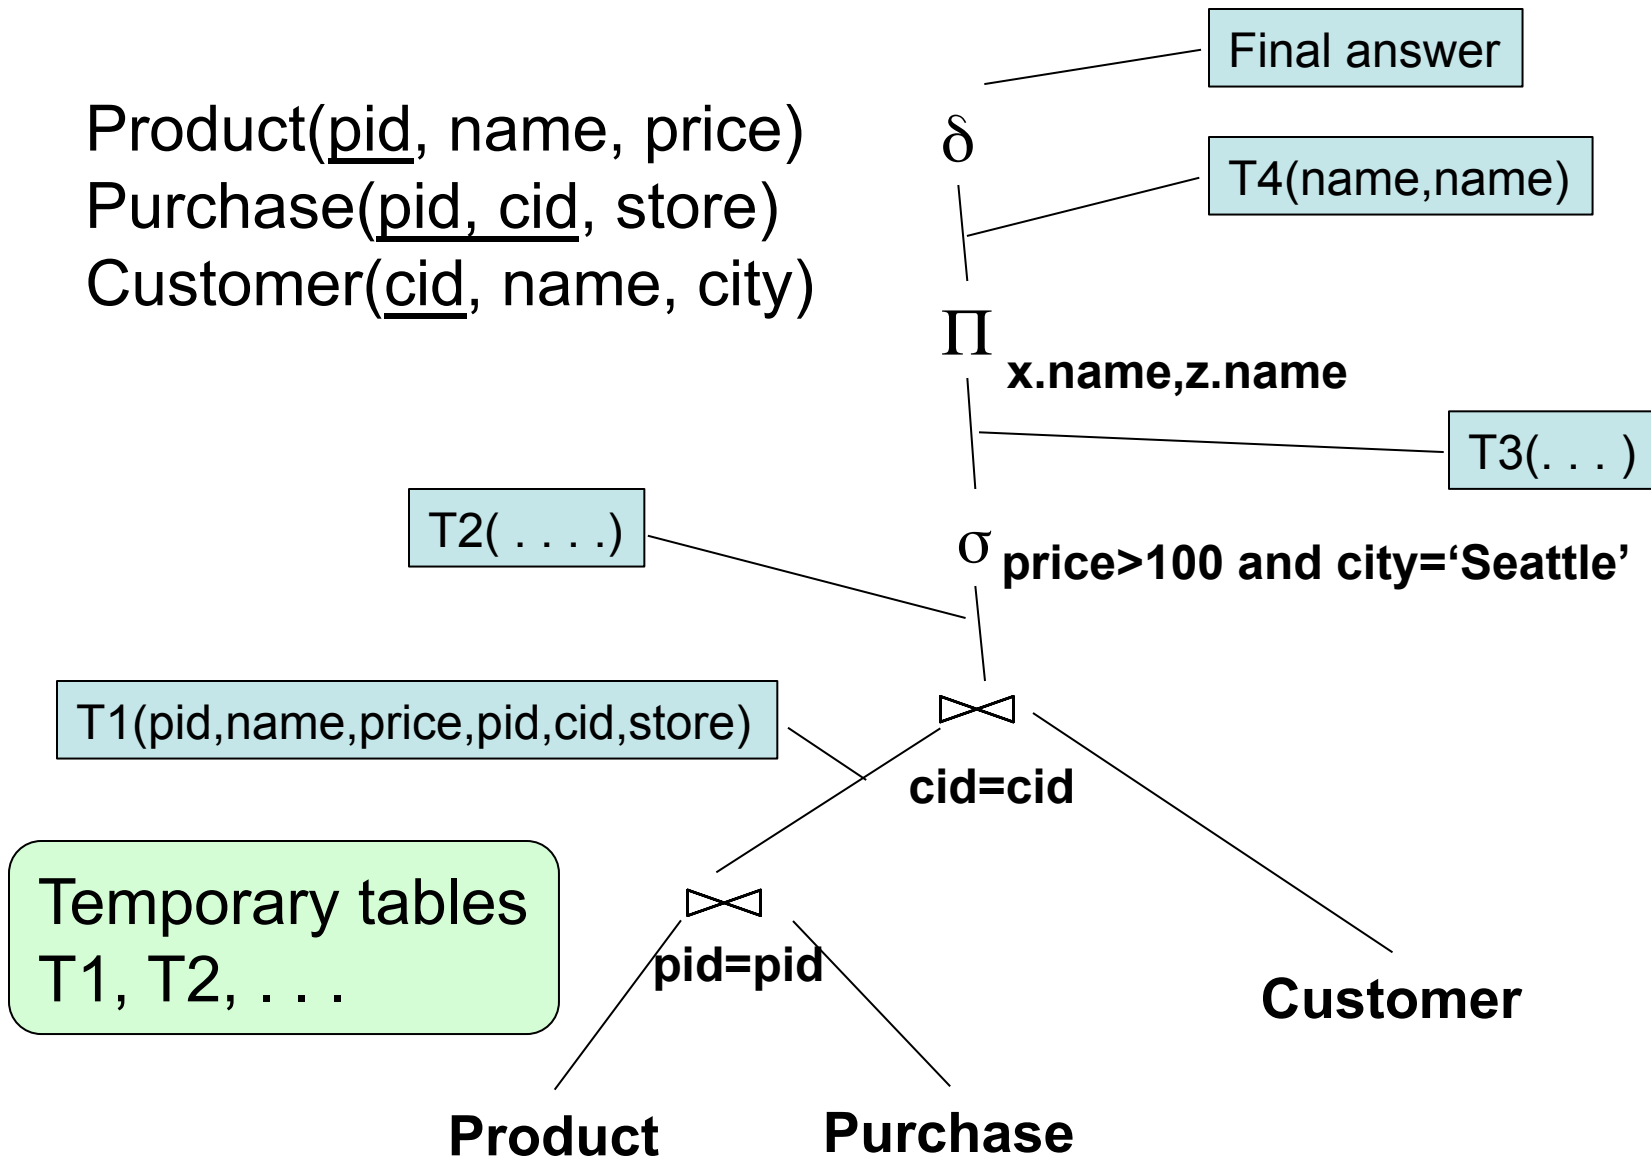 Final answer
Product(pid, name, price)
Purchase(pid, cid, store)
Customer(cid, name, city)
δ
T4(name,name)
Π x.name,z.name
T3(. . . )
T2( . . . .)
σ price>100 and city=‘Seattle’
T1(pid,name,price,pid,cid,store)
⋈
cid=cid
Temporary tables
T1, T2, . . .
⋈
pid=pid
Customer
Product
Purchase